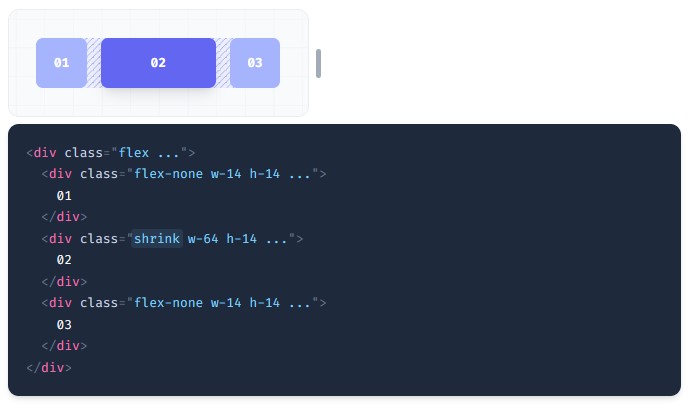 01 02 03
<div class="flex ...">
<div class="flex-none w-14 h-14 ...">
01
</div>
<div class="shrink w-64 h-14 ...">
02
</div>
<div class="flex-none w-14 h-14 ...">
03
</div>
</div>